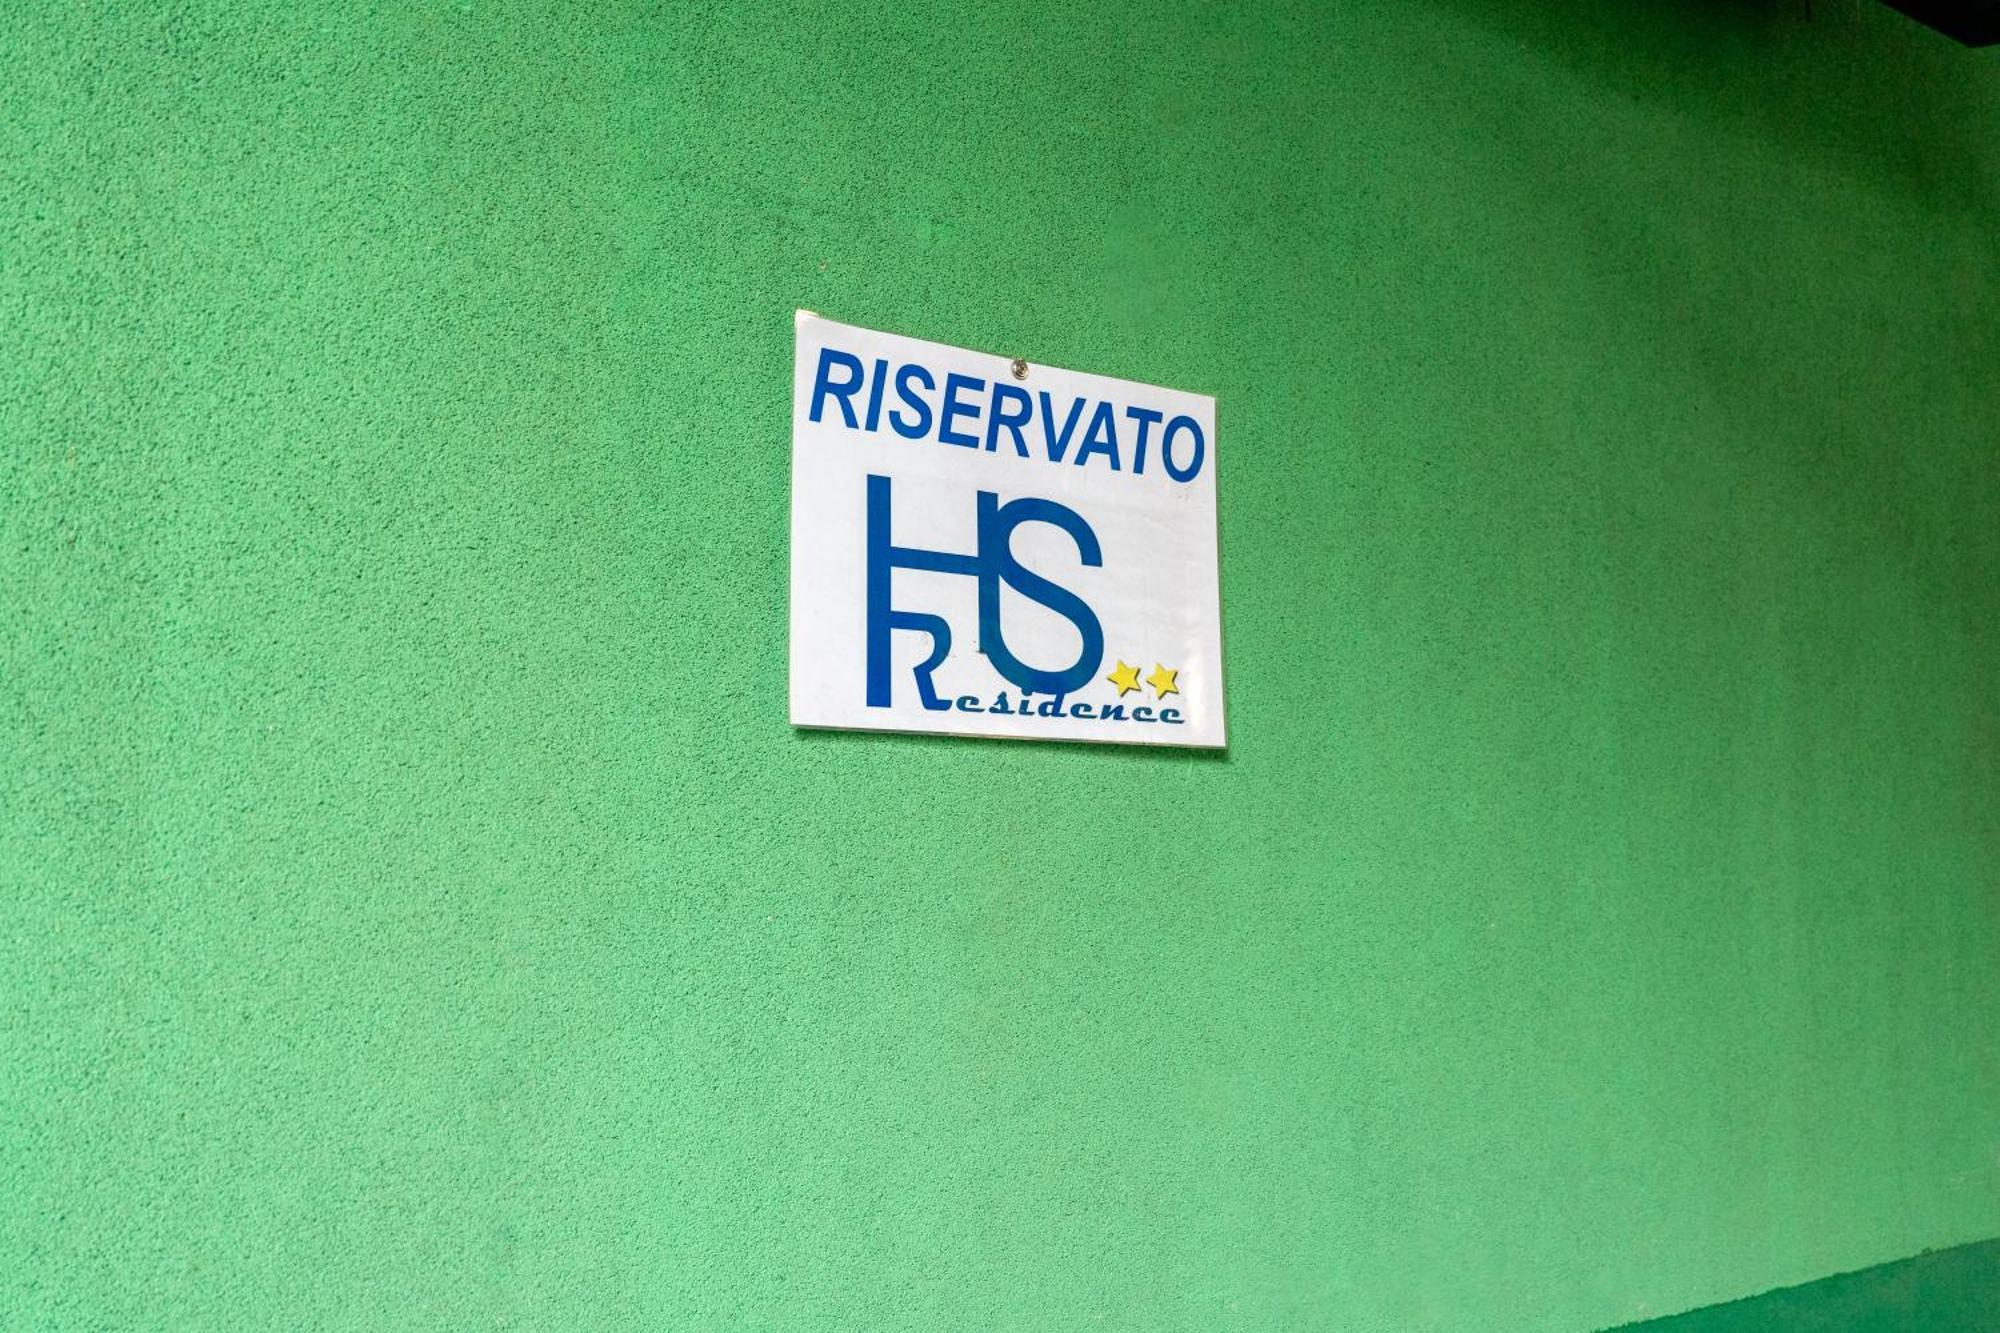 RISERVATO
HS
Residence